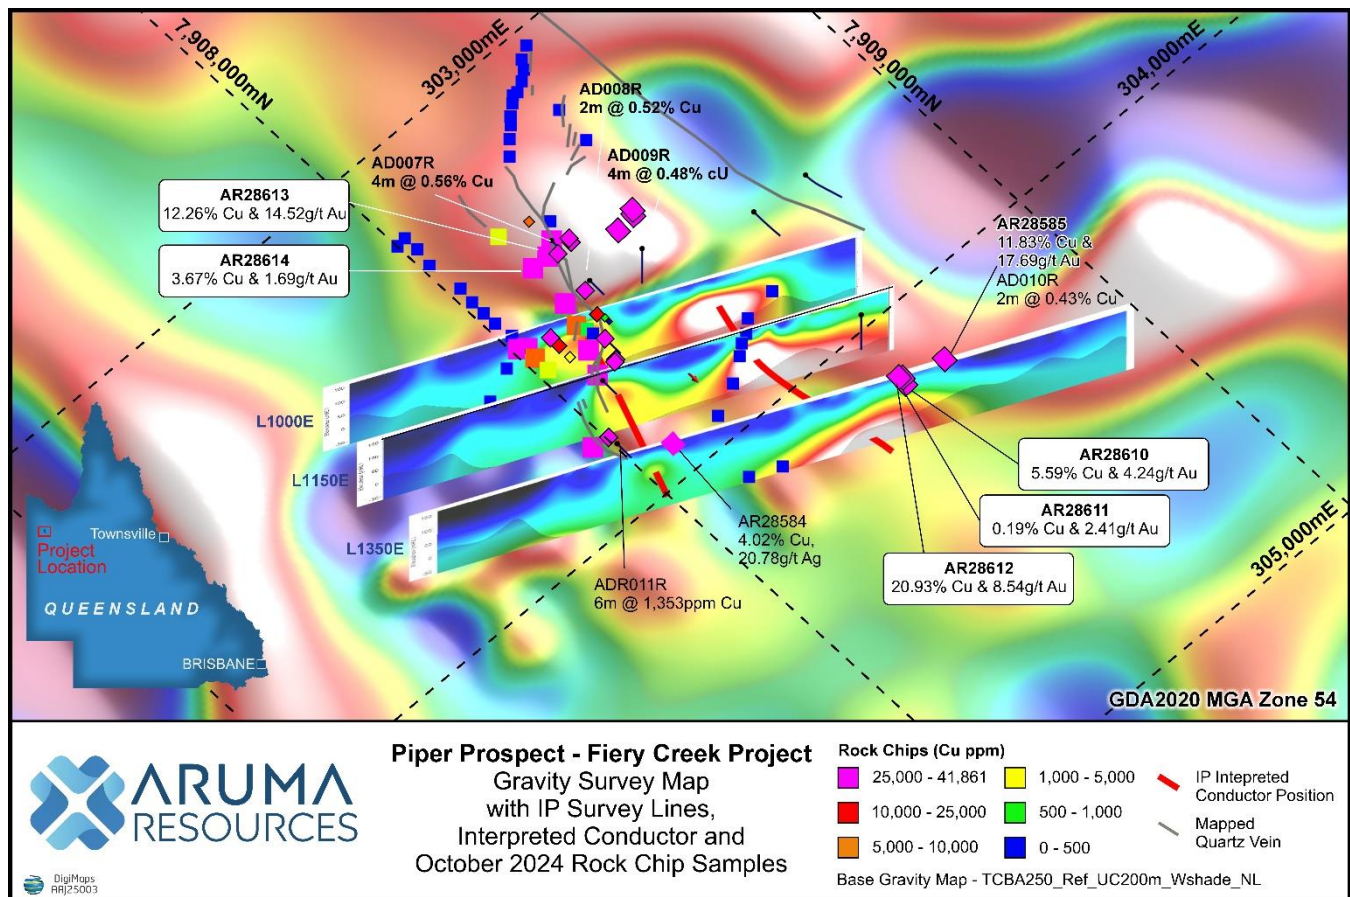 7,908,000mN
303,000mE
7,909,000mN
304,000mE
AD008R
2m @ 0.52% Cu
AD007R
4m @ 0.56% Cu
AD009R
4m @ 0.48% cU
AR28613
12.26% Cu & 14.52g/t Au
AR28614
3.67% Cu & 1.69g/t Au
AR28585
11.83% Cu &
17.69g/t Au
AD010R
2m @ 0.43% Cu
L1000E
L1150E
L1350E
AR28610
5.59% Cu & 4.24g/t Au
AR28611
0.19% Cu & 2.41g/t Au
AR28612
20.93% Cu & 8.54g/t Au
AR28584
4.02% Cu,
20.78g/t Ag
ADR011R
6m @ 1,353ppm Cu
305,000mE
Townsville
Project
Location
QUEENSLAND
BRISBANE
GDA2020 MGA Zone 54
ARUMA
RESOURCES
DigiMaps
ARJ25003
Piper Prospect - Fiery Creek Project
Gravity Survey Map
with IP Survey Lines,
Interpreted Conductor and
October 2024 Rock Chip Samples
Rock Chips (Cu ppm)
25,000 - 41,861
10,000 - 25,000
5,000 - 10,000
1,000 - 5,000
500 - 1,000
0 - 500
IP Intepreted
Conductor Position
Mapped
Quartz Vein
Base Gravity Map - TCBA250_Ref_UC200m_Wshade_NL